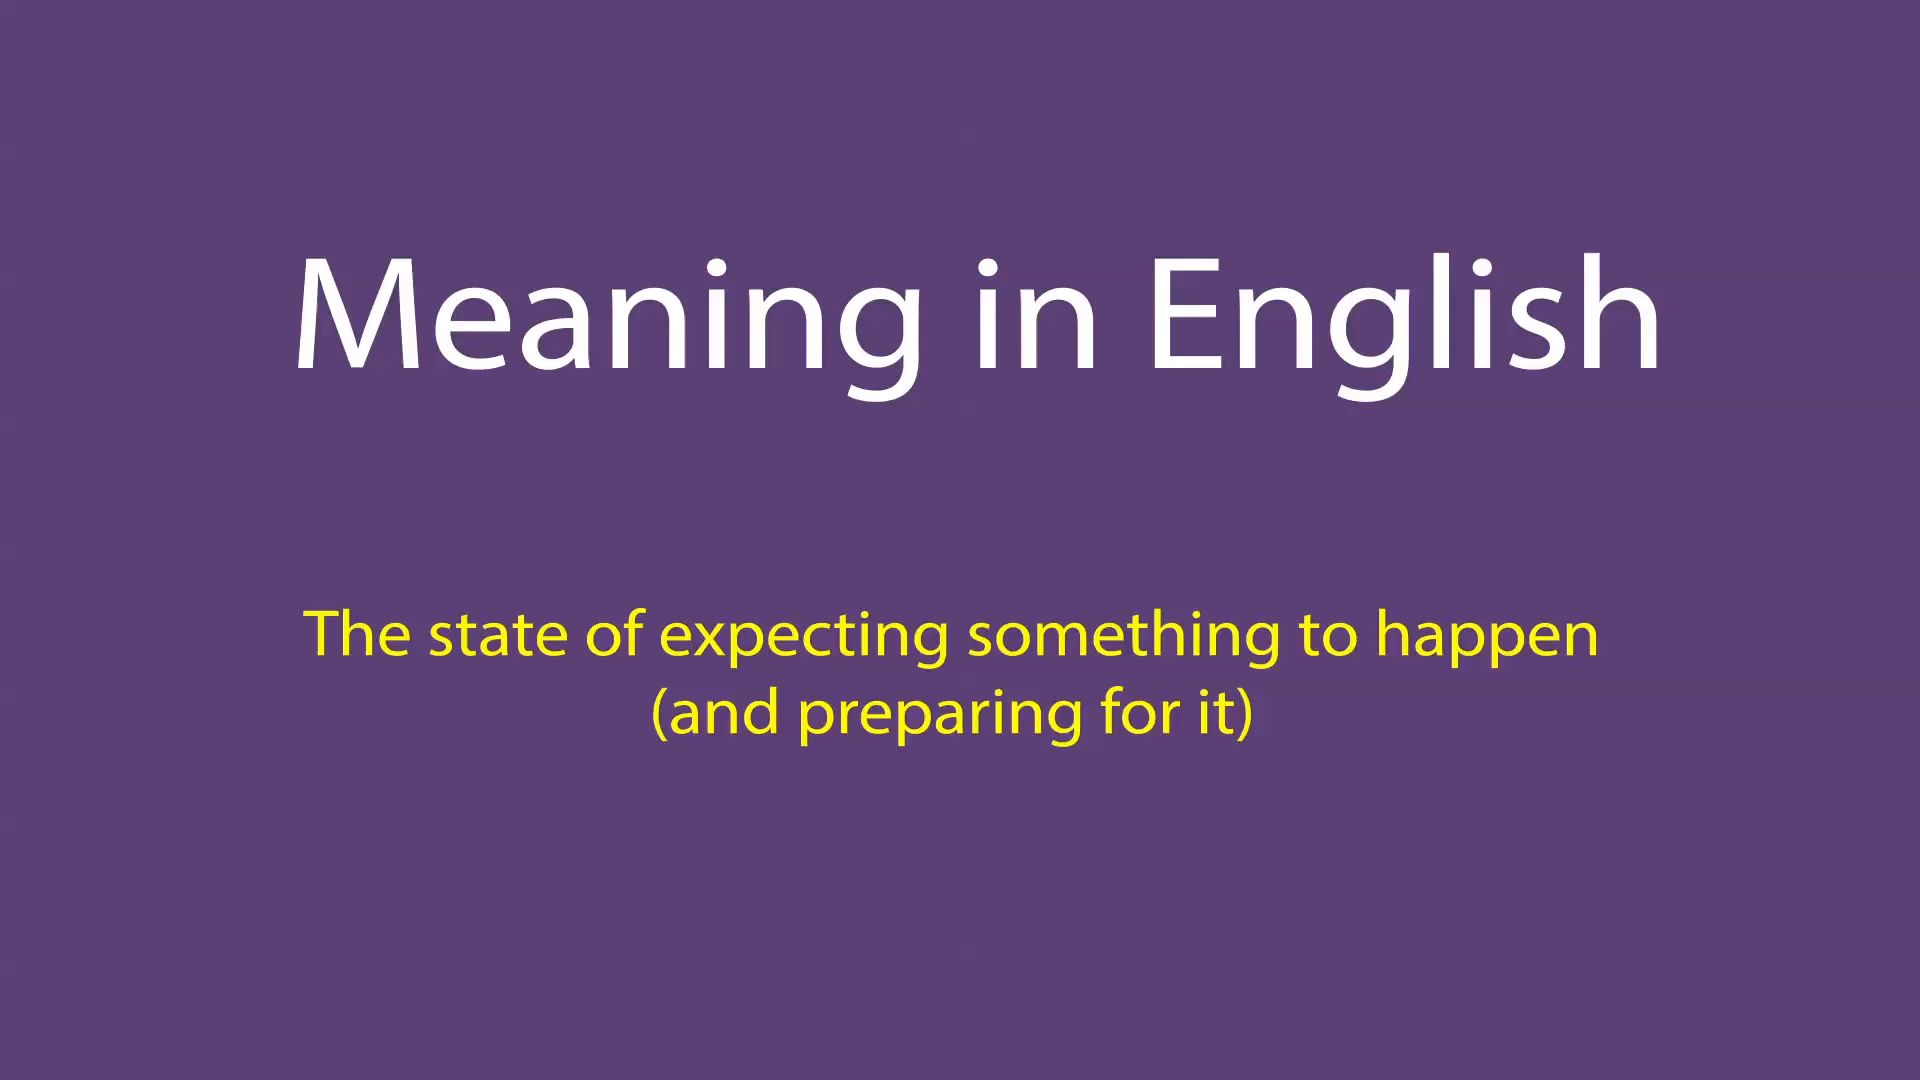 Meaning in English
The state of expecting something to happen
(and preparing for it)